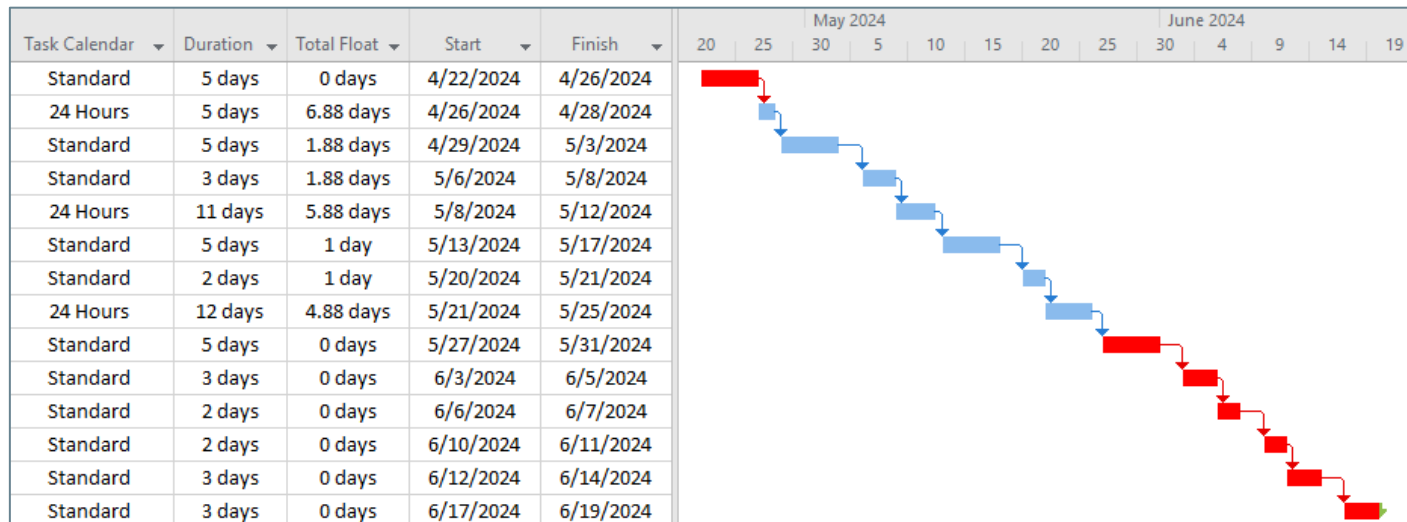 May 2024 June 2024
Task Calendar Duration Total Float Start Finish 20 25 30 5 10 15 20 25 30 4 9 14 19
Standard 5 days 0 days 4/22/2024 4/26/2024
24 Hours 5 days 6.88 days 4/26/2024 4/28/2024
Standard 5 days 1.88 days 4/29/2024 5/3/2024
Standard 3 days 1.88 days 5/6/2024 5/8/2024
24 Hours 11 days 5.88 days 5/8/2024 5/12/2024
Standard 5 days 1 day 5/13/2024 5/17/2024
Standard 2 days 1 day 5/20/2024 5/21/2024
24 Hours 12 days 4.88 days 5/21/2024 5/25/2024
Standard 5 days 0 days 5/27/2024 5/31/2024
Standard 3 days 0 days 6/3/2024 6/5/2024
Standard 2 days 0 days 6/6/2024 6/7/2024
Standard 2 days 0 days 6/10/2024 6/11/2024
Standard 3 days 0 days 6/12/2024 6/14/2024
Standard 3 days 0 days 6/17/2024 6/19/2024